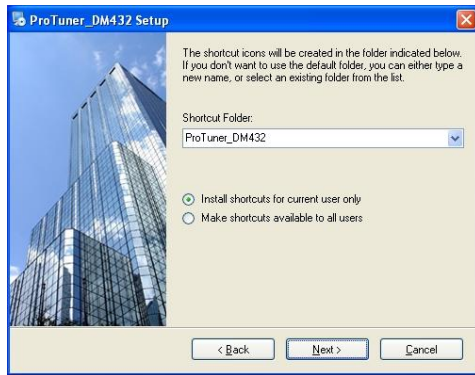 ProTuner_DM432 Setup
The shortcut icons will be created in the folder indicated below.
If you don't want to use the default folder, you can either type a
new name, or select an existing folder from the list.
Shortcut Folder:
ProTuner_DM432
Install shortcuts for current user only
Make shortcuts available to all users
< Back
Next >
Cancel